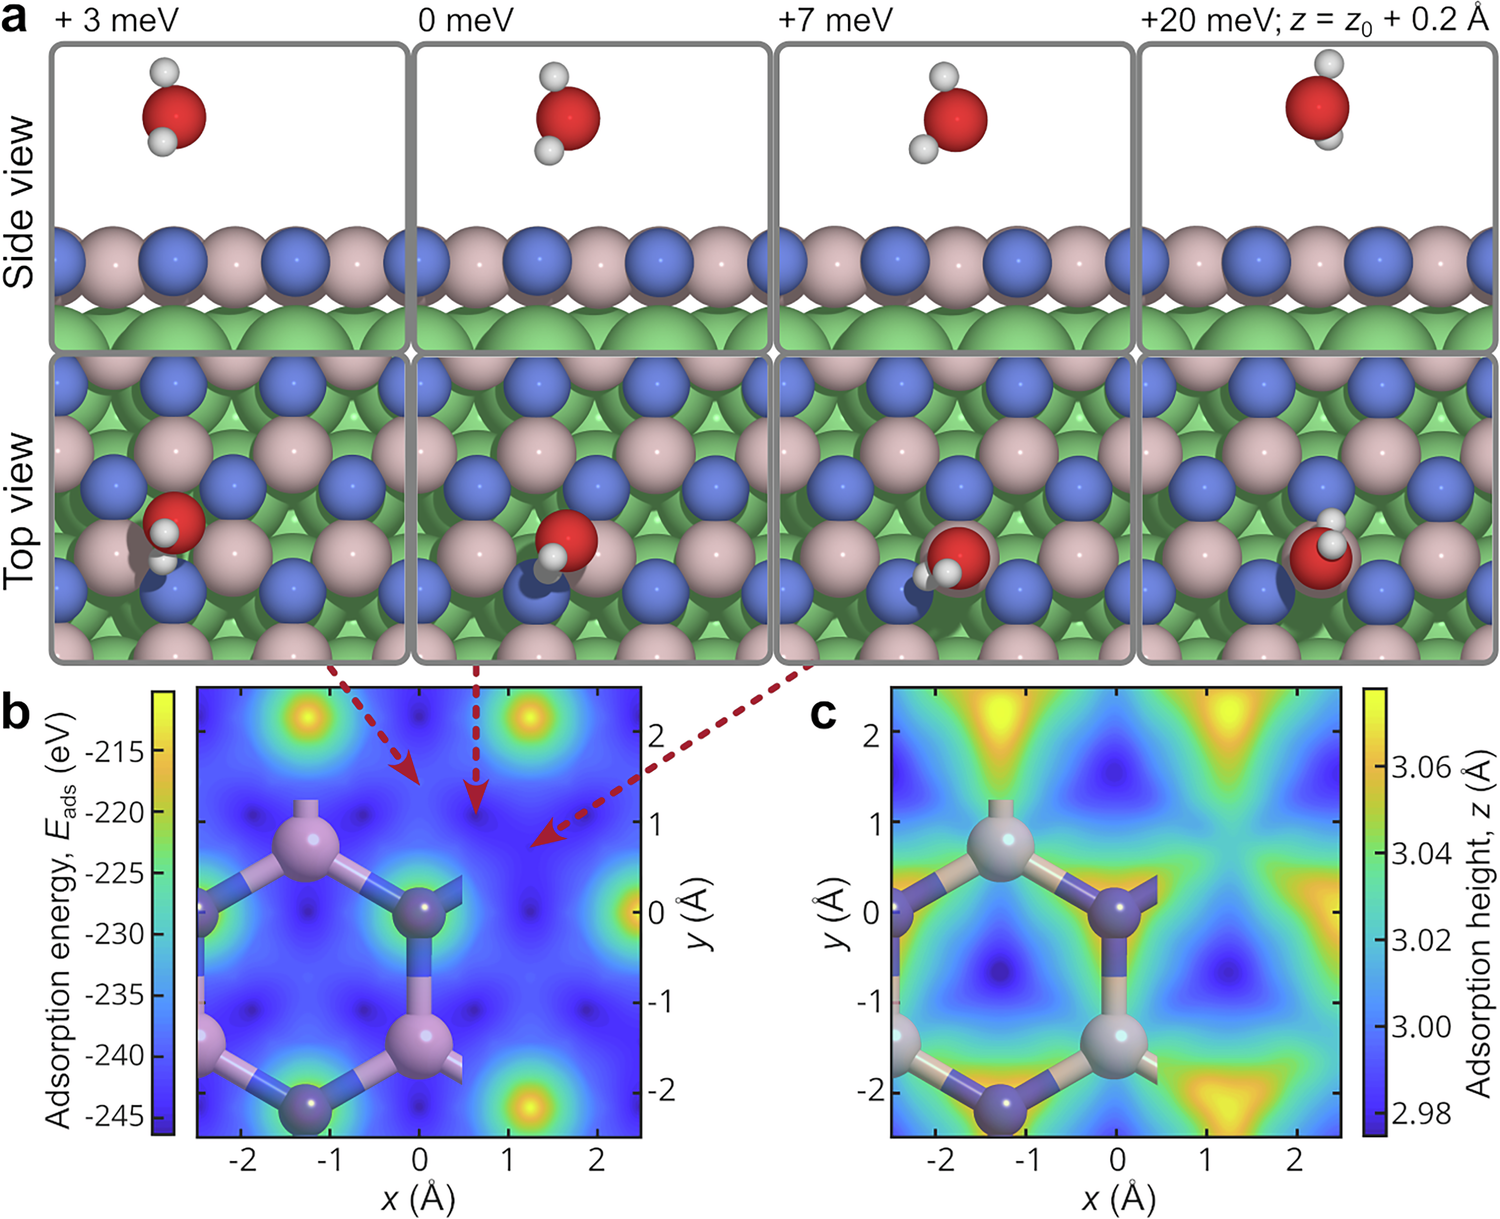 a
+ 3 meV
0 meV
+7 meV
+20 meV; z = z0 + 0.2 Å
Side view
Top view
b
Adsorption energy, Eads (eV)
-215
-220
-225
-230
-235
-240
-245
2
1
0
-1
-2
y (Å)
-2
-1
0
1
2
x (Å)
c
y (Å)
2
1
0
-1
-2
-2
-1
0
1
2
x (Å)
3.06
3.04
3.02
3.00
2.98
Adsorption height, z (Å)